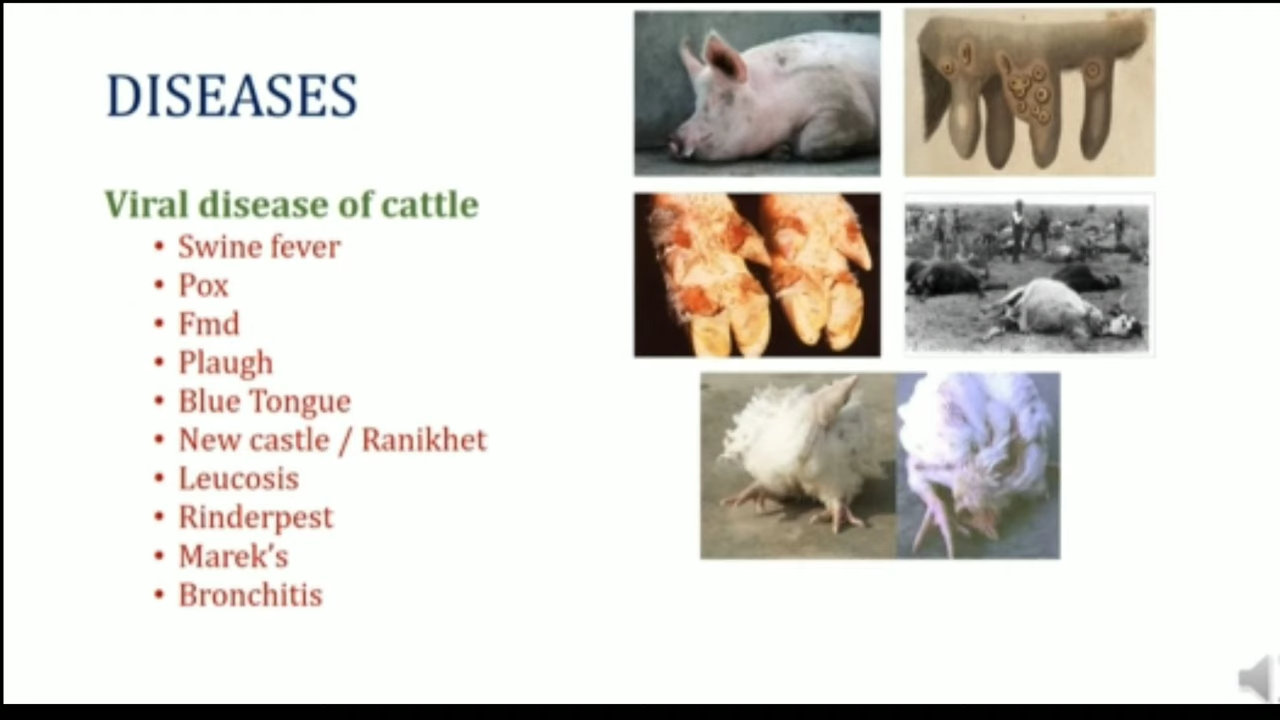 DISEASES
Viral disease of cattle
• Swine fever
• Pox
• Fmd
• Plaugh
• Blue Tongue
• New castle / Ranikhet
• Leucosis
• Rinderpest
• Marek's
• Bronchitis